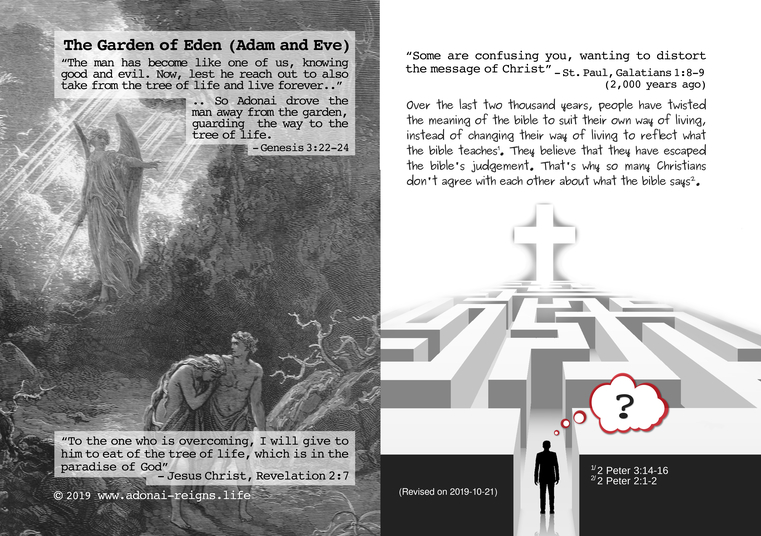 The Garden of Eden (Adam and Eve)
“The man has become like one of us, knowing
good and evil. Now, lest he reach out to also
take from the tree of life and live forever..”
.. So Adonai drove the
man away from the garden,
guarding the way to the
tree of life.
– Genesis 3:22-24
“To the one who is overcoming, I will give to
him to eat of the tree of life, which is in the
paradise of God”
– Jesus Christ, Revelation 2:7
© 2019 www.adonai-reigns.life
“Some are confusing you, wanting to distort
the message of Christ” – St. Paul, Galatians 1:8-9
(2,000 years ago)
Over the last two thousand years, people have twisted
the meaning of the bible to suit their own way of living,
instead of changing their way of living to reflect what
the bible teaches¹. They believe that they have escaped
the bible's judgement. That's why so many Christians
don't agree with each other about what the bible says².
?
1/ 2 Peter 3:14-16
2/ 2 Peter 2:1-2
(Revised on 2019-10-21)